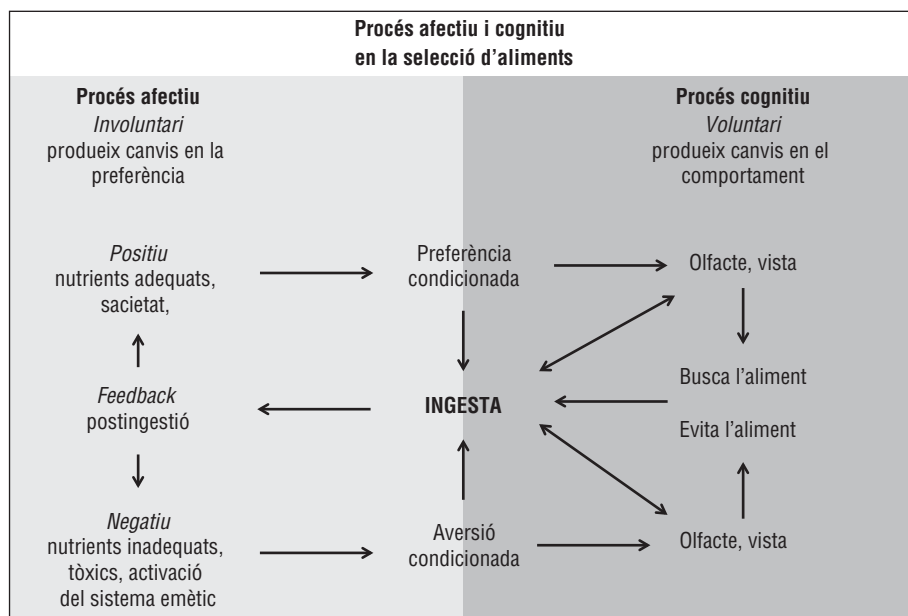 Procés afectiu i cognitiu
en la selecció d'aliments
Procés afectiu
Involuntari
produeix canvis en la
preferència
Procés cognitiu
Voluntari
produeix canvis en el
comportament
Positiu
nutrients adequats,
sacietat,
Preferència
condicionada
Olfacte, vista
Feedback
postingestió
INGESTA
Busca l'aliment
Evita l'aliment
Negatiu
nutrients inadequats,
tòxics, activació
del sistema emètic
Aversió
condicionada
Olfacte, vista